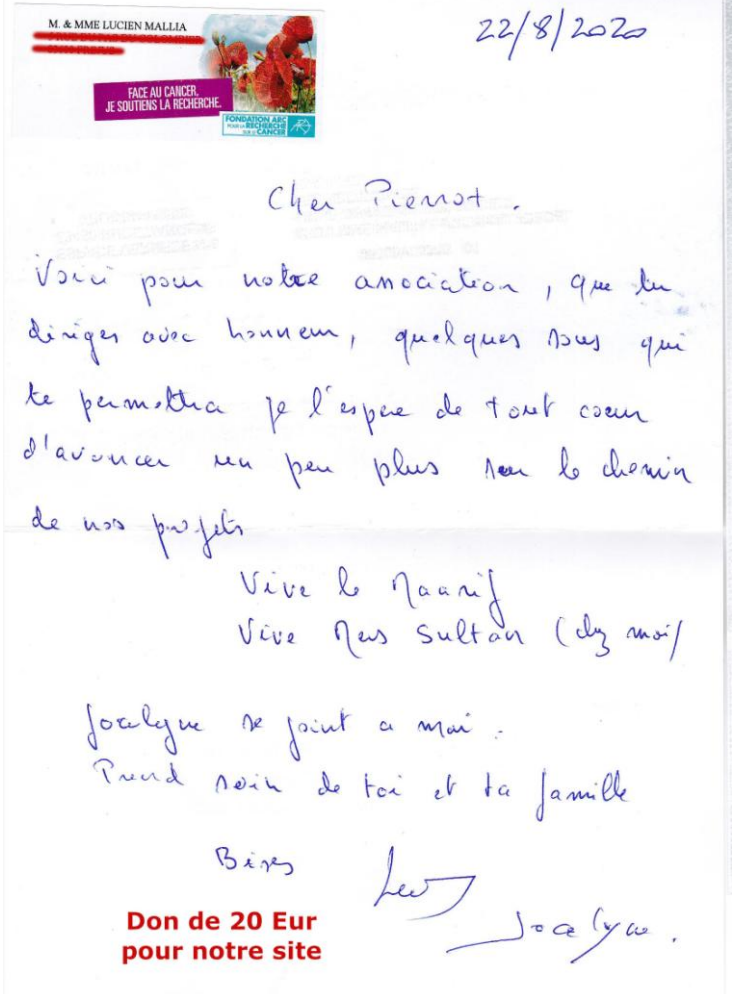 M. & MME LUCIEN MALLIA
FACE AU CANCER,
JE SOUTIENS LA RECHERCHE.
FONDATION ARC
POUR LA RECHERCHE
SUR LE CANCER
22/8/2020
Cher Pierrot.
Voici pour notre association, que tu
diriges avec honneur, quelques sous qui
te permettra je l'espere de tout coeur
d'avancer un peu plus sur le chemin
de nos projets
Vive le Maarif
Vive Mers Sultan (chez moi)
Jocelyne se joint a moi.
Prend soin de toi et ta famille
Bises
Jocelyne.
Don de 20 Eur
pour notre site